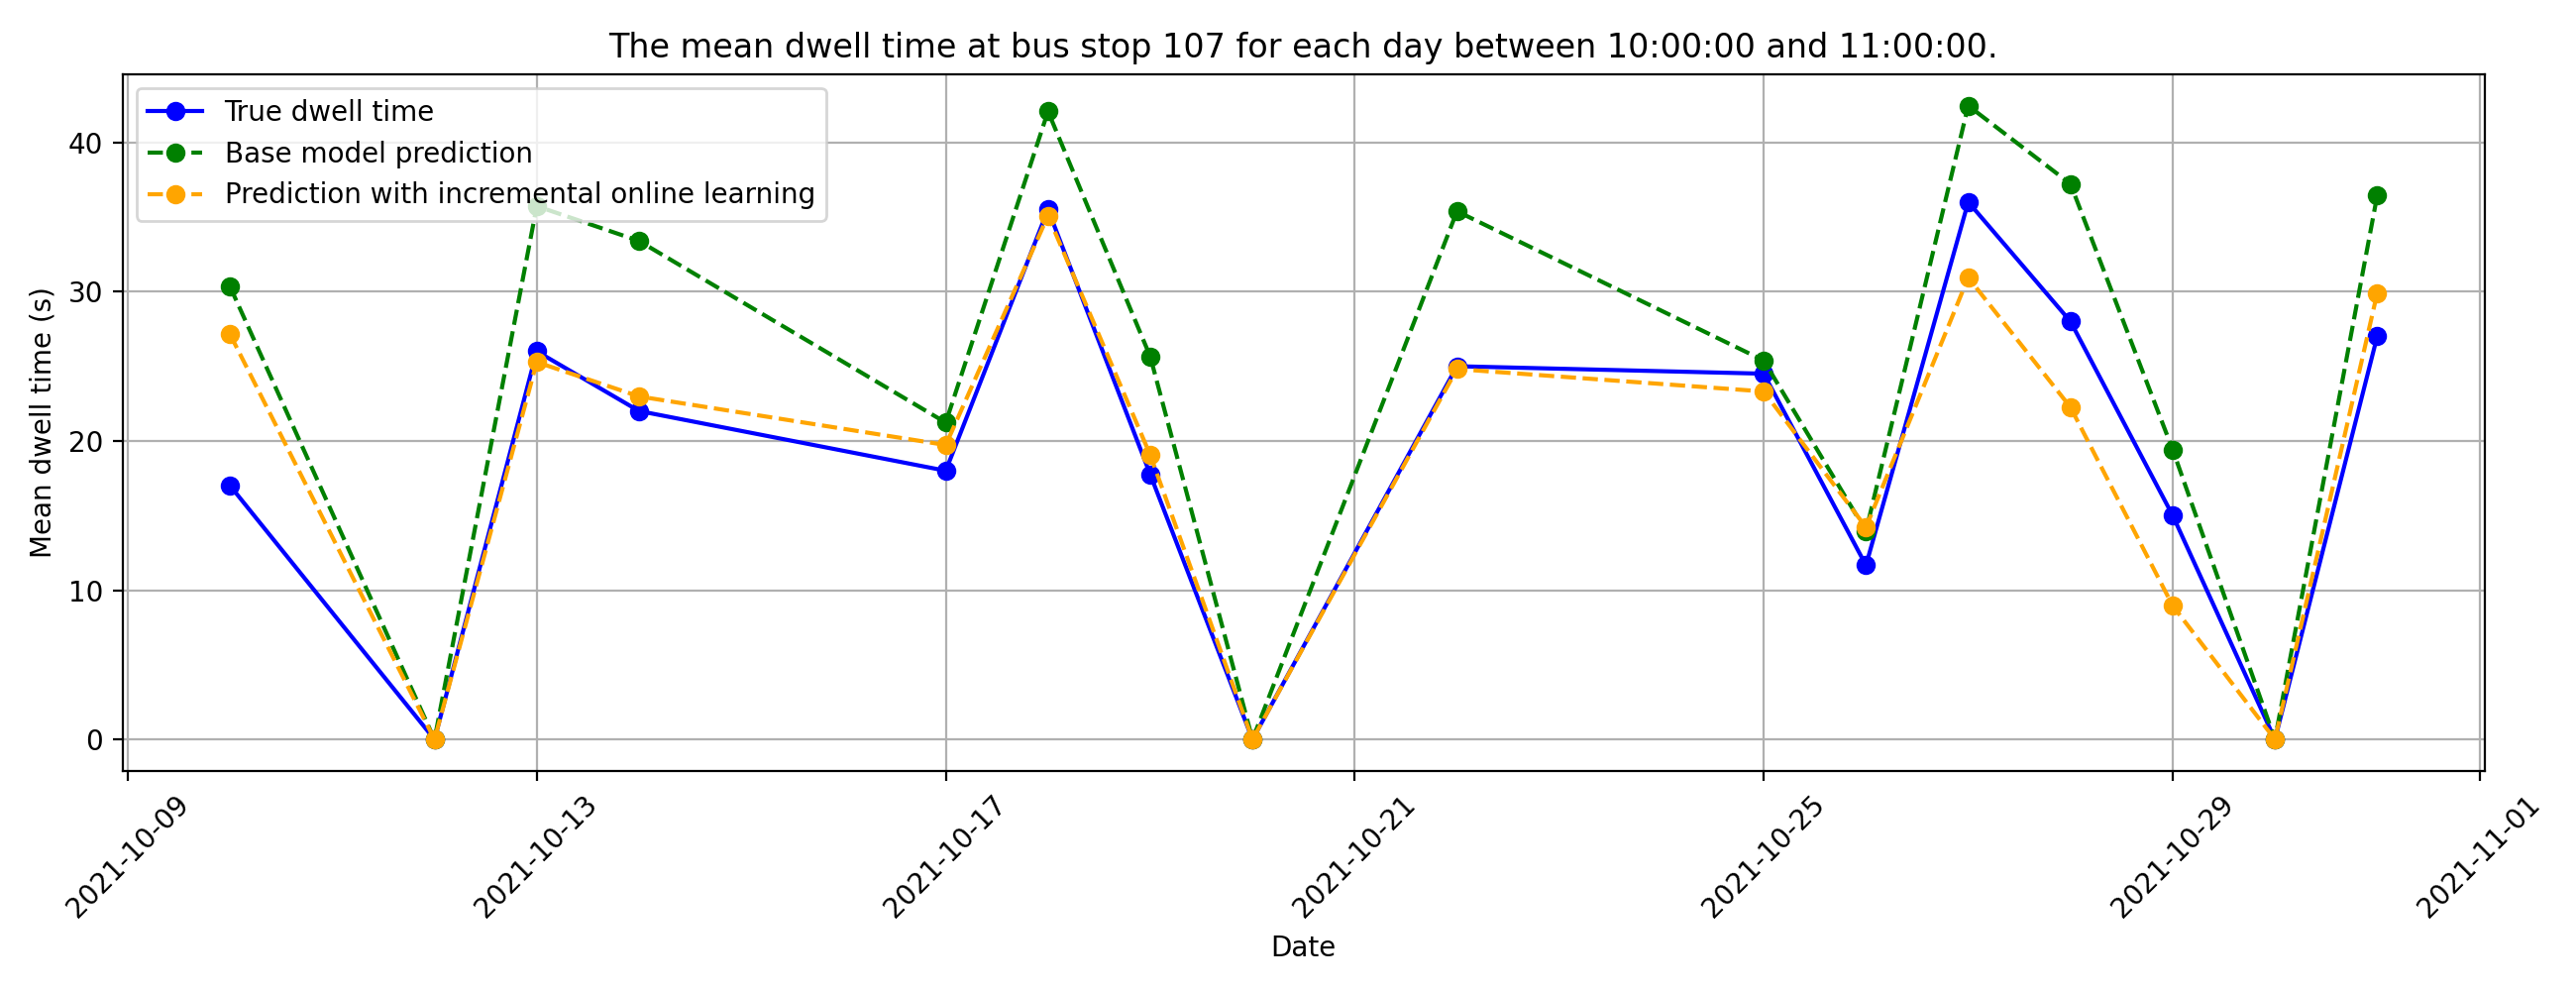 The mean dwell time at bus stop 107 for each day between 10:00:00 and 11:00:00.
True dwell time
Base model prediction
Prediction with incremental online learning
Mean dwell time (s)
40
30
20
10
0
2021-10-09
2021-10-13
2021-10-17
2021-10-21
2021-10-25
2021-10-29
2021-11-01
Date